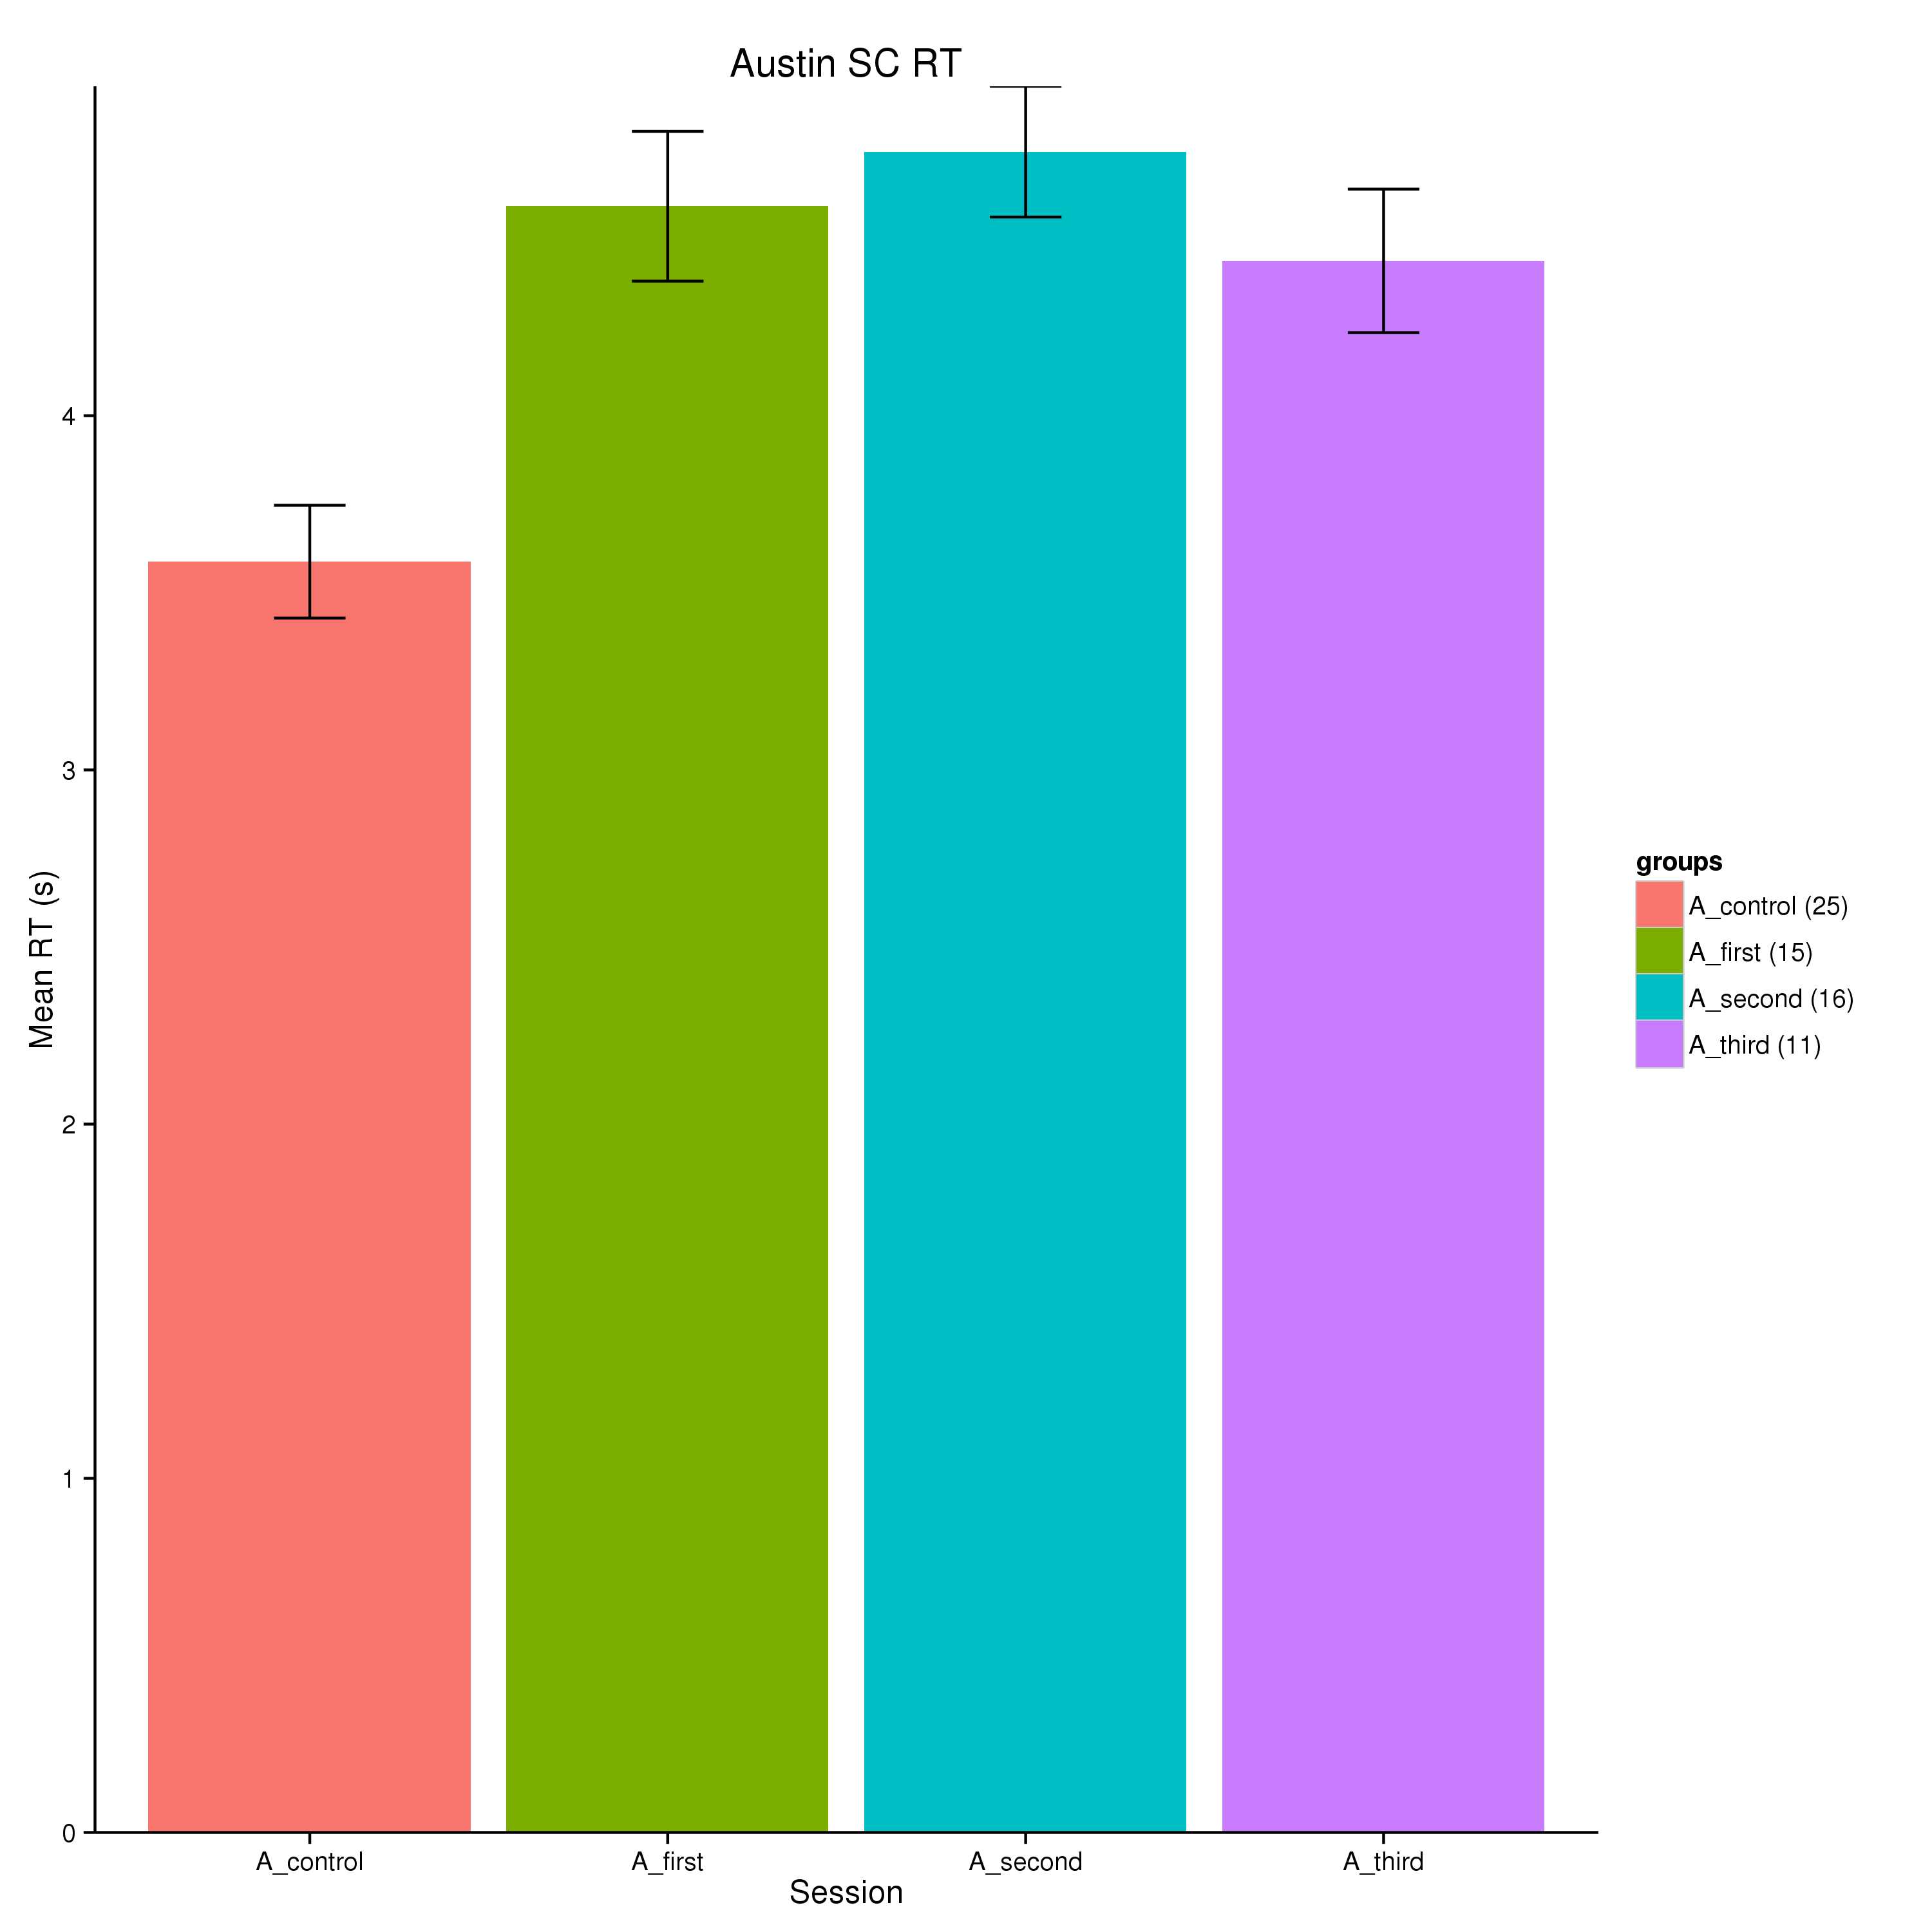 Austin SC RT
4
3
2
1
0
Mean RT (s)
A_control
A_first
A_second
A_third
Session
groups
A_control (25)
A_first (15)
A_second (16)
A_third (11)